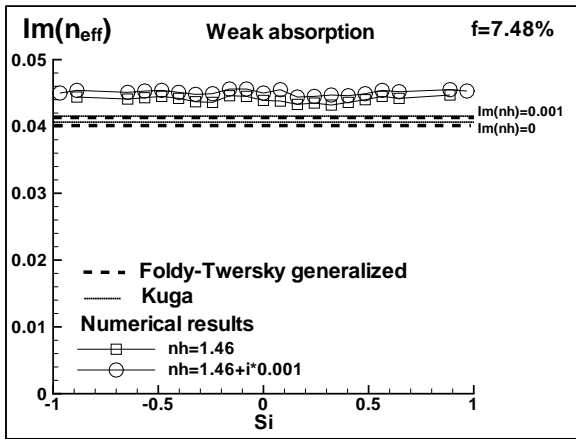 Im(n_eff) Weak absorption f=7.48%
0.05
Im(nh)=0.001
0.04
Im(nh)=0
0.03
0.02
Foldy-Twersky generalized
Kuga
0.01
Numerical results
nh=1.46
nh=1.46+i*0.001
0
-1 -0.5 0 0.5 1
Si